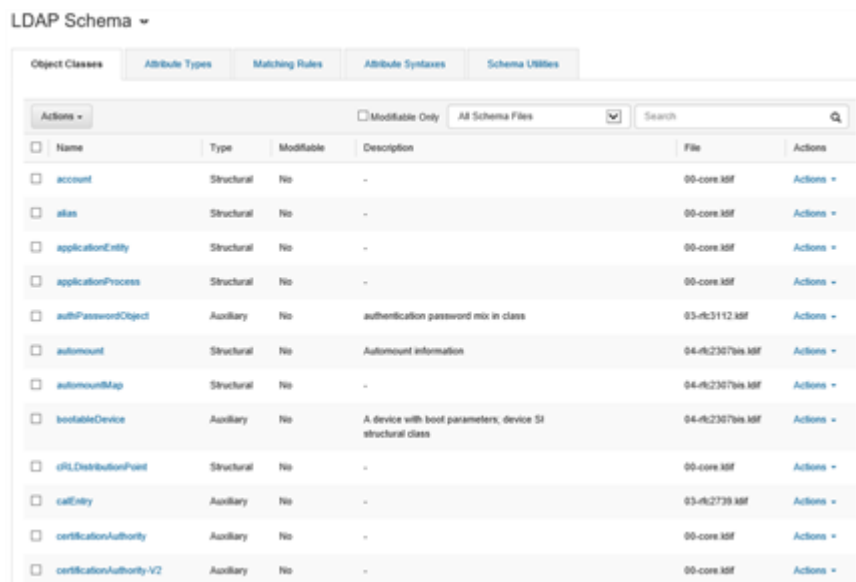 LDAP Schema
Object Classes Attribute Types Matching Rules Attribute Syntaxes Schema Utilities
Actions Modifiable Only All Schema Files Search
Name Type Modifiable Description File Actions
account Structural No - 00-core.ldif Actions
alias Structural No - 00-core.ldif Actions
applicationEntity Structural No - 00-core.ldif Actions
applicationProcess Structural No - 00-core.ldif Actions
authPasswordObject Auxiliary No authentication password mix in class 03-rfc3112.ldif Actions
automount Structural No Automount information 04-rfc2307bis.ldif Actions
automountMap Structural No - 04-rfc2307bis.ldif Actions
bootableDevice Auxiliary No A device with boot parameters; device SI 04-rfc2307bis.ldif Actions
structural class
cRLDistributionPoint Structural No - 00-core.ldif Actions
calEntry Auxiliary No - 03-rfc2739.ldif Actions
certificationAuthority Auxiliary No - 00-core.ldif Actions
certificationAuthority-V2 Auxiliary No - 00-core.ldif Actions